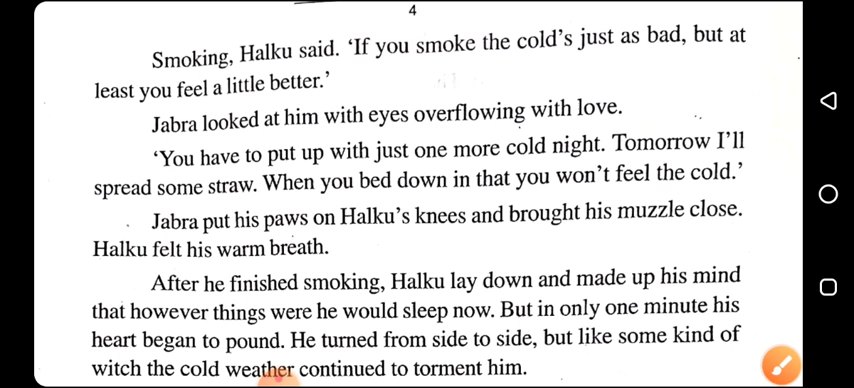 4
Smoking, Halku said. ‘If you smoke the cold’s just as bad, but at
least you feel a little better.’
Jabra looked at him with eyes overflowing with love.
‘You have to put up with just one more cold night. Tomorrow I’ll
spread some straw. When you bed down in that you won’t feel the cold.’
Jabra put his paws on Halku’s knees and brought his muzzle close.
Halku felt his warm breath.
After he finished smoking, Halku lay down and made up his mind
that however things were he would sleep now. But in only one minute his
heart began to pound. He turned from side to side, but like some kind of
witch the cold weather continued to torment him.